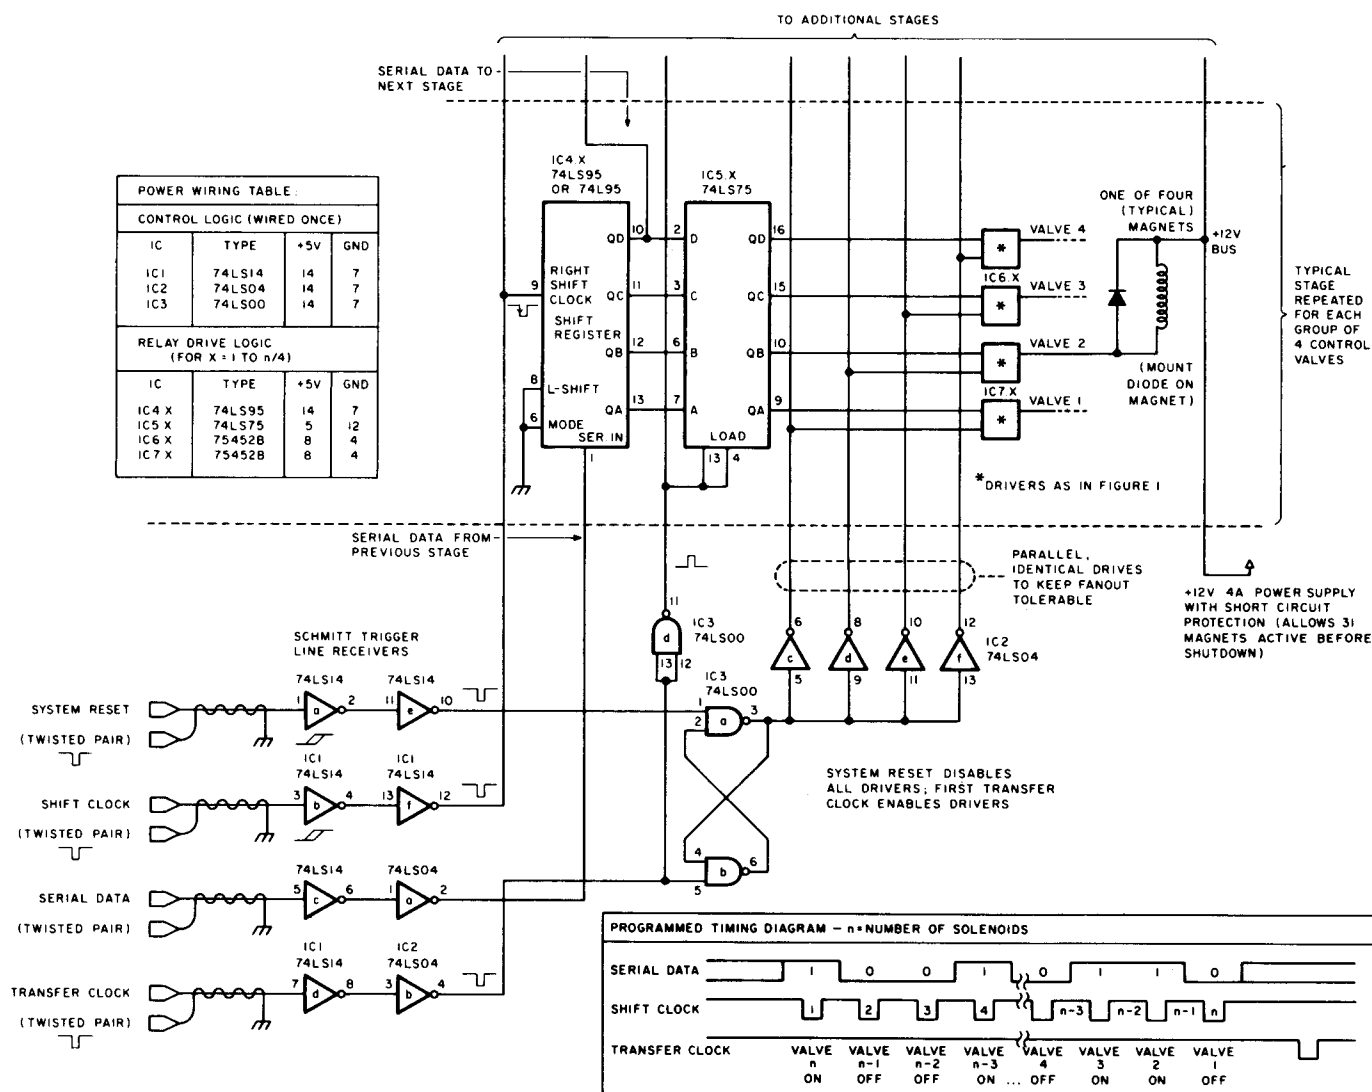 TO ADDITIONAL STAGES
SERIAL DATA TO
NEXT STAGE
POWER WIRING TABLE:
CONTROL LOGIC (WIRED ONCE)
IC TYPE +5V GND
IC1 74LS14 14 7
IC2 74LS04 14 7
IC3 74LS00 14 7
RELAY DRIVE LOGIC
(FOR X = 1 TO n/4)
IC TYPE +5V GND
IC4.X 74LS95 14 7
IC5.X 74LS75 5 12
IC6.X 75452B 8 4
IC7.X 75452B 8 4
IC4.X
74LS95
OR 74L95
RIGHT
SHIFT
CLOCK
SHIFT
REGISTER
L-SHIFT
MODE
SER. IN
9
8
6
1
QD 10
QC 11
QB 12
QA 13
IC5.X
74LS75
2 D QD 16
3 C QC 15
6 B QB 10
7 A QA 9
LOAD
13 4
* VALVE 4
IC6.X
* VALVE 3
* VALVE 2
IC7.X
* VALVE 1
*DRIVERS AS IN FIGURE 1
ONE OF FOUR
(TYPICAL)
MAGNETS
+12V
BUS
(MOUNT
DIODE ON
MAGNET)
TYPICAL
STAGE
REPEATED
FOR EACH
GROUP OF
4 CONTROL
VALVES
SERIAL DATA FROM
PREVIOUS STAGE
PARALLEL,
IDENTICAL DRIVES
TO KEEP FANOUT
TOLERABLE
+12V 4A POWER SUPPLY
WITH SHORT CIRCUIT
PROTECTION (ALLOWS 31
MAGNETS ACTIVE BEFORE
SHUTDOWN)
11
d
13 12
IC3
74LS00
6 8 10 12
c d e f
5 9 11 13
IC2
74LS04
SCHMITT TRIGGER
LINE RECEIVERS
SYSTEM RESET
(TWISTED PAIR)
74LS14
1 a 2
74LS14
11 e 10
IC3
74LS00
1
2
a
3
SHIFT CLOCK
(TWISTED PAIR)
IC1
74LS14
3 b 4
IC1
74LS14
13 f 12
SYSTEM RESET DISABLES
ALL DRIVERS; FIRST TRANSFER
CLOCK ENABLES DRIVERS
4
5
b
6
SERIAL DATA
(TWISTED PAIR)
74LS14
5 c 6
74LS04
1 a 2
TRANSFER CLOCK
(TWISTED PAIR)
IC1
74LS14
7 d 8
IC2
74LS04
3 b 4
PROGRAMMED TIMING DIAGRAM – n=NUMBER OF SOLENOIDS
SERIAL DATA 1 0 0 1 0 1 1 0
SHIFT CLOCK 1 2 3 4 n-3 n-2 n-1 n
TRANSFER CLOCK
VALVE VALVE VALVE VALVE VALVE VALVE VALVE VALVE
n n-1 n-2 n-3 4 3 2 1
ON OFF OFF ON ... OFF ON ON OFF